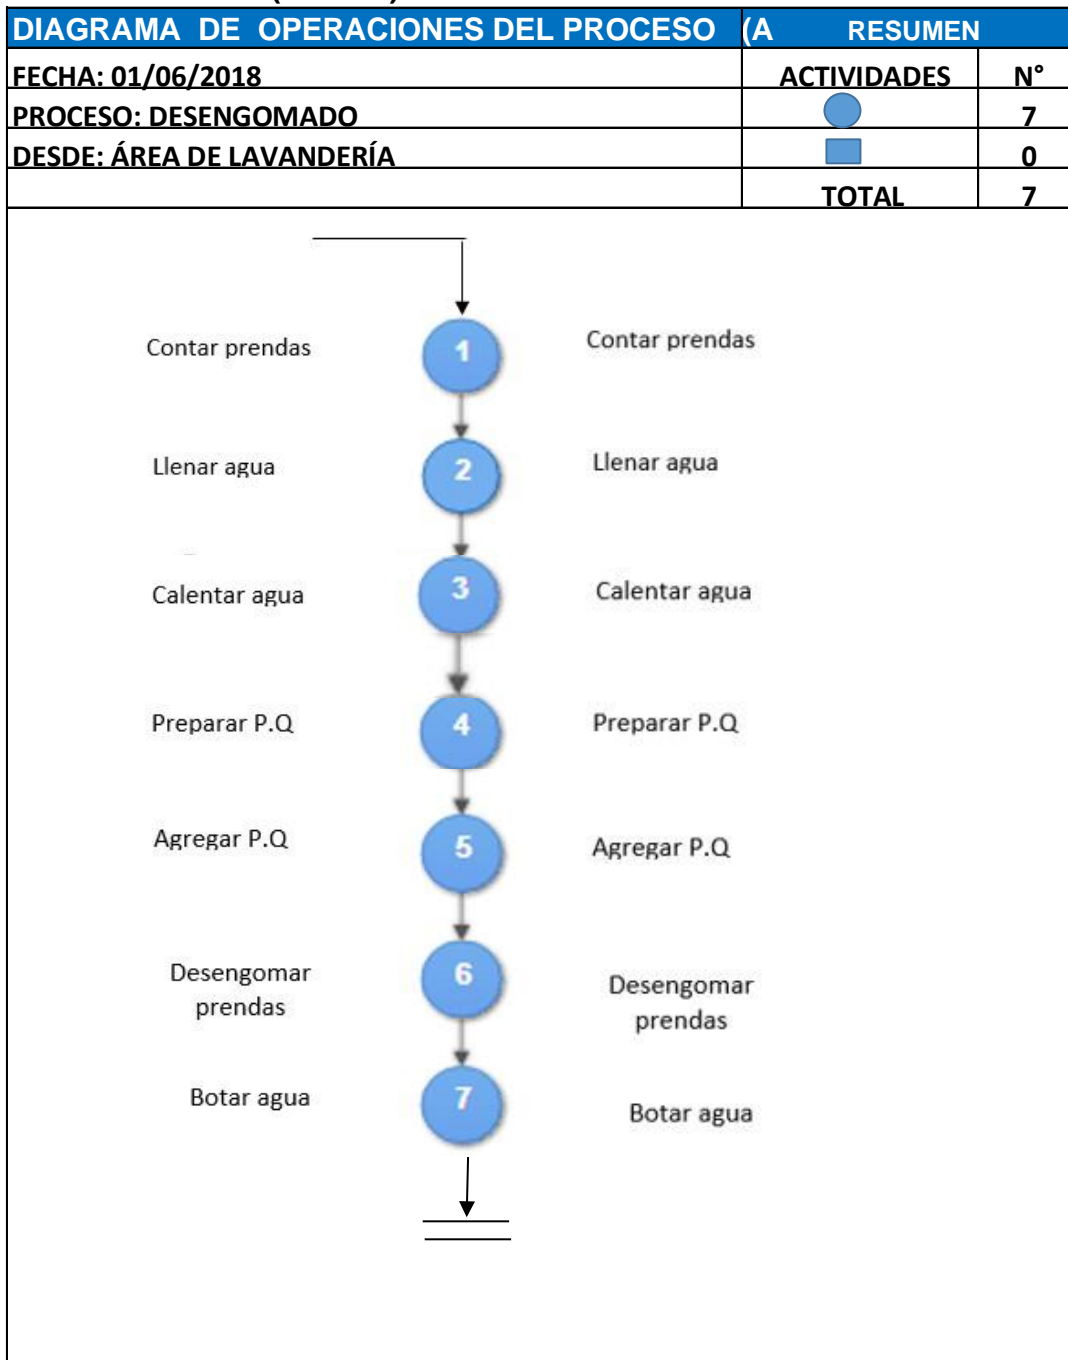 DIAGRAMA DE OPERACIONES DEL PROCESO (A RESUMEN
FECHA: 01/06/2018 ACTIVIDADES N°
PROCESO: DESENGOMADO 7
DESDE: ÁREA DE LAVANDERÍA 0
TOTAL 7
Contar prendas 1 Contar prendas
Llenar agua 2 Llenar agua
Calentar agua 3 Calentar agua
Preparar P.Q 4 Preparar P.Q
Agregar P.Q 5 Agregar P.Q
Desengomar 6 Desengomar
prendas prendas
Botar agua 7 Botar agua